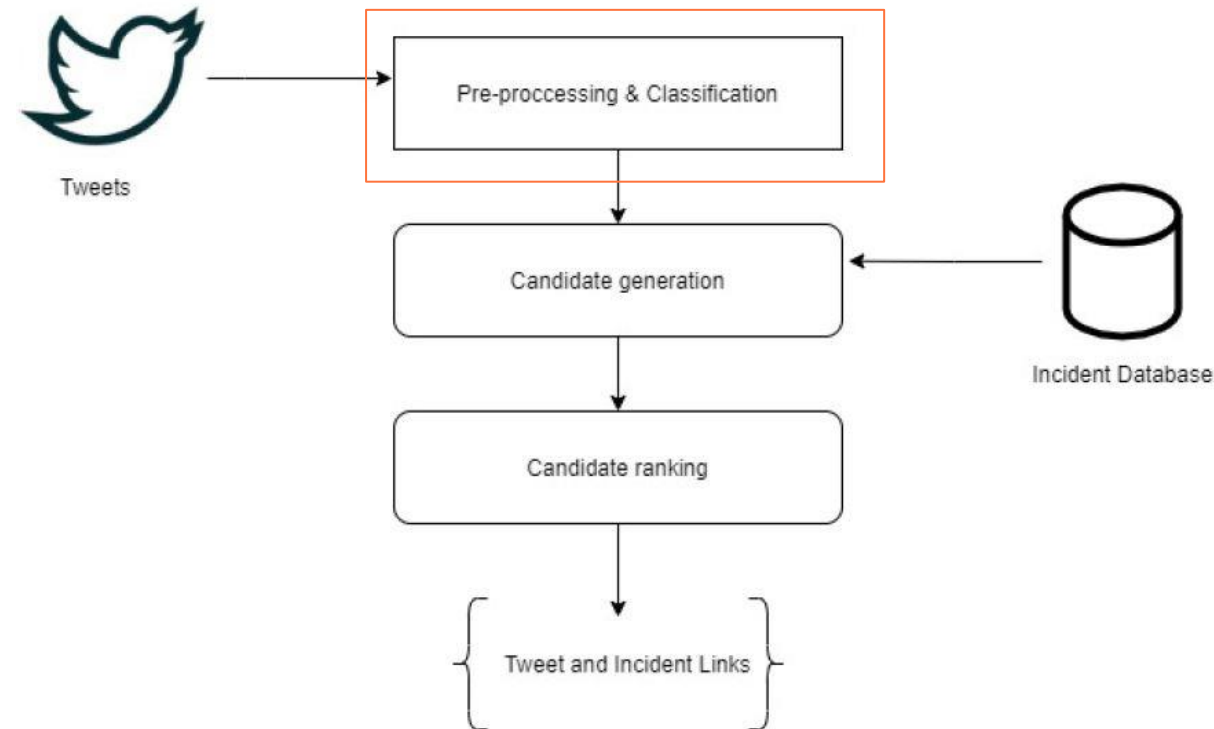 Pre-proccessing & Classification
Tweets
Candidate generation
Incident Database
Candidate ranking
Tweet and Incident Links